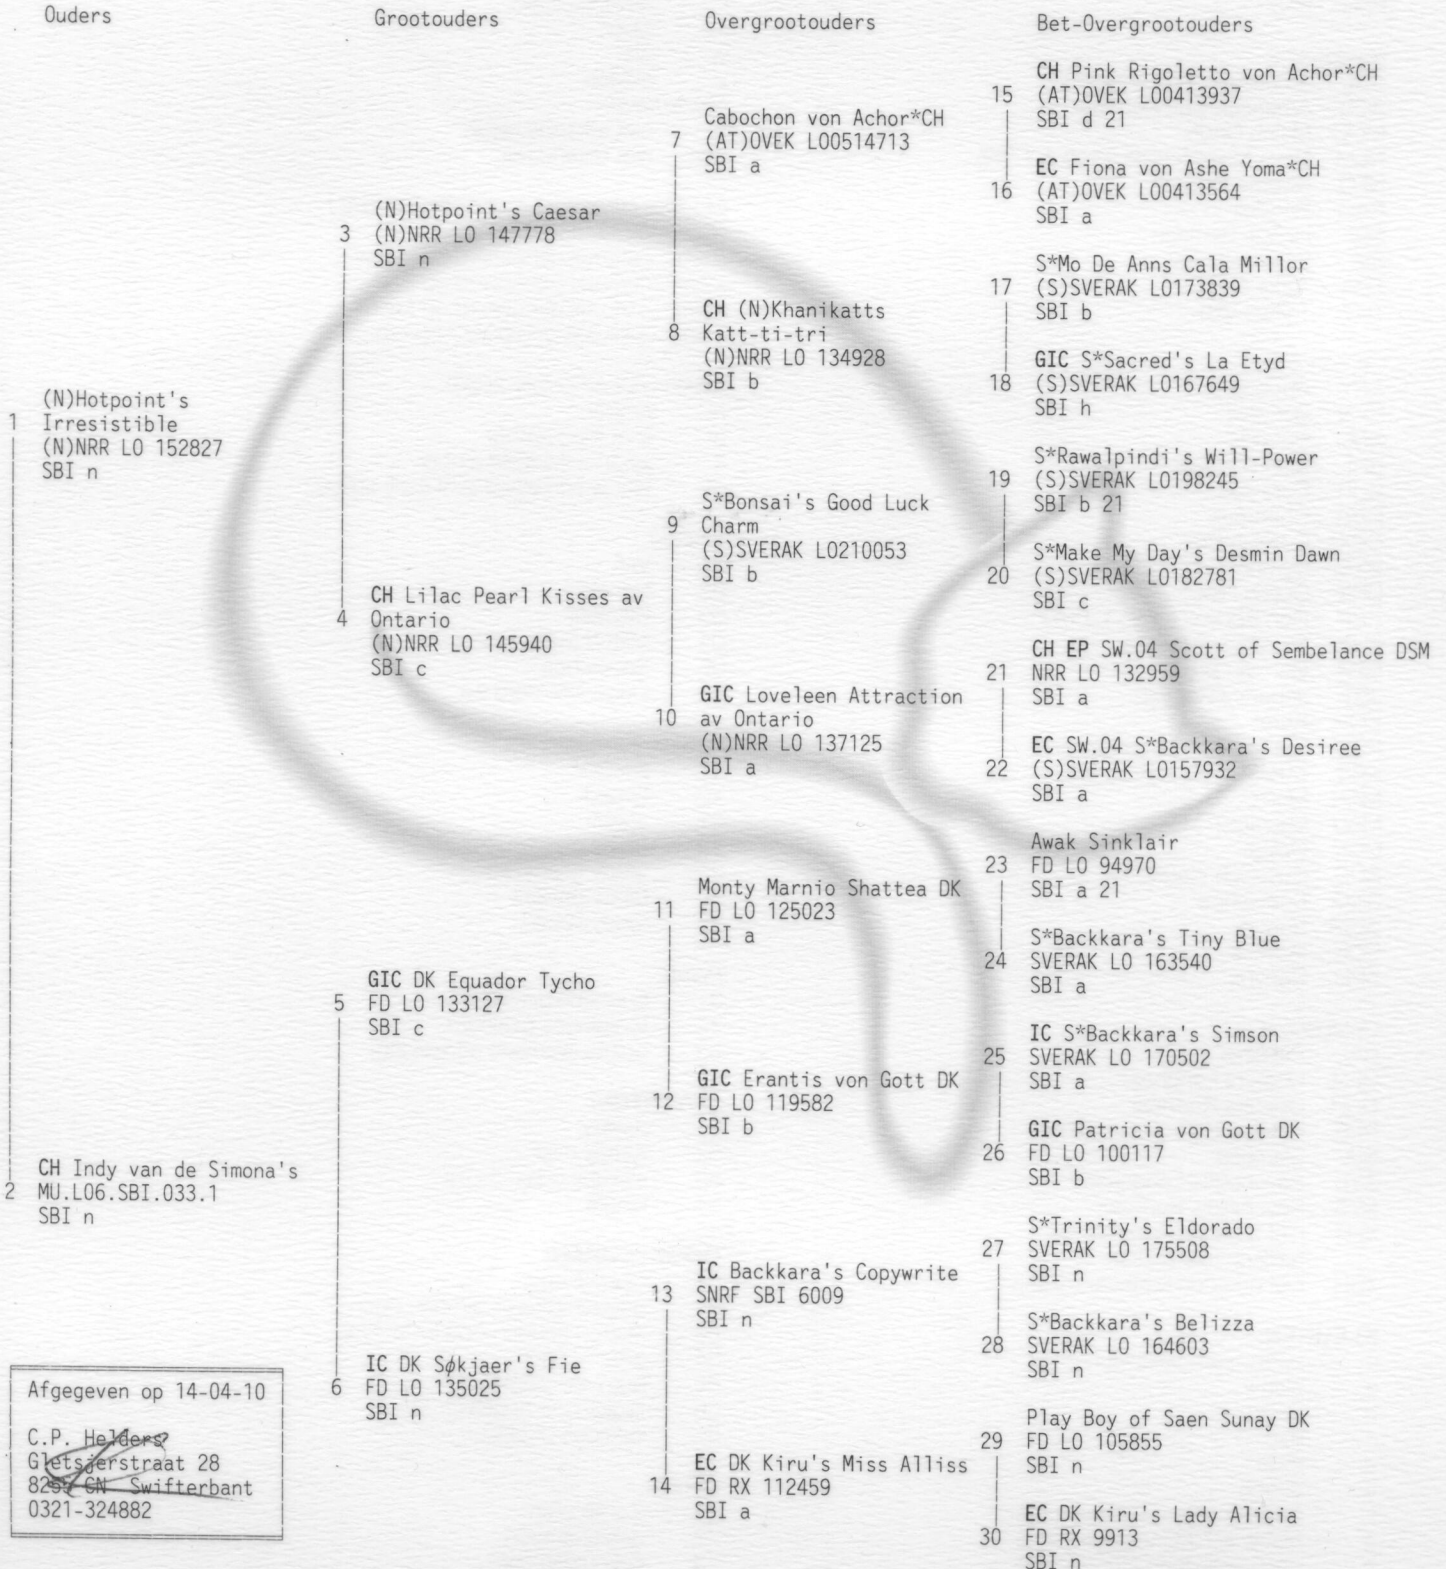 Ouders
Grootouders
Overgrootouders
Bet-Overgrootouders
1
(N)Hotpoint's
Irresistible
(N)NRR LO 152827
SBI n
2
CH Indy van de Simona's
MU.L06.SBI.033.1
SBI n
3
(N)Hotpoint's Caesar
(N)NRR LO 147778
SBI n
4
CH Lilac Pearl Kisses av
Ontario
(N)NRR LO 145940
SBI c
5
GIC DK Equador Tycho
FD LO 133127
SBI c
6
IC DK Søkjaer's Fie
FD LO 135025
SBI n
7
Cabochon von Achor*CH
(AT)OVEK LO0514713
SBI a
8
CH (N)Khanikatts
Katt-ti-tri
(N)NRR LO 134928
SBI b
9
S*Bonsai's Good Luck
Charm
(S)SVERAK LO210053
SBI b
10
GIC Loveleen Attraction
av Ontario
(N)NRR LO 137125
SBI a
11
Monty Marnio Shattea DK
FD LO 125023
SBI a
12
GIC Erantis von Gott DK
FD LO 119582
SBI b
13
IC Backkara's Copywrite
SNRF SBI 6009
SBI n
14
EC DK Kiru's Miss Alliss
FD RX 112459
SBI a
15
CH Pink Rigoletto von Achor*CH
(AT)OVEK LO0413937
SBI d 21
16
EC Fiona von Ashe Yoma*CH
(AT)OVEK LO0413564
SBI a
17
S*Mo De Anns Cala Millor
(S)SVERAK LO173839
SBI b
18
GIC S*Sacred's La Etyd
(S)SVERAK LO167649
SBI h
19
S*Rawalpindi's Will-Power
(S)SVERAK LO198245
SBI b 21
20
S*Make My Day's Desmin Dawn
(S)SVERAK LO182781
SBI c
21
CH EP SW.04 Scott of Sembelance DSM
NRR LO 132959
SBI a
22
EC SW.04 S*Backkara's Desiree
(S)SVERAK LO157932
SBI a
23
Awak Sinklair
FD LO 94970
SBI a 21
24
S*Backkara's Tiny Blue
SVERAK LO 163540
SBI a
25
IC S*Backkara's Simson
SVERAK LO 170502
SBI a
26
GIC Patricia von Gott DK
FD LO 100117
SBI b
27
S*Trinity's Eldorado
SVERAK LO 175508
SBI n
28
S*Backkara's Belizza
SVERAK LO 164603
SBI n
29
Play Boy of Saen Sunay DK
FD LO 105855
SBI n
30
EC DK Kiru's Lady Alicia
FD RX 9913
SBI n
Afgegeven op 14-04-10
C.P. Helders
Gletsjerstraat 28
Swifterbant
0321-324882